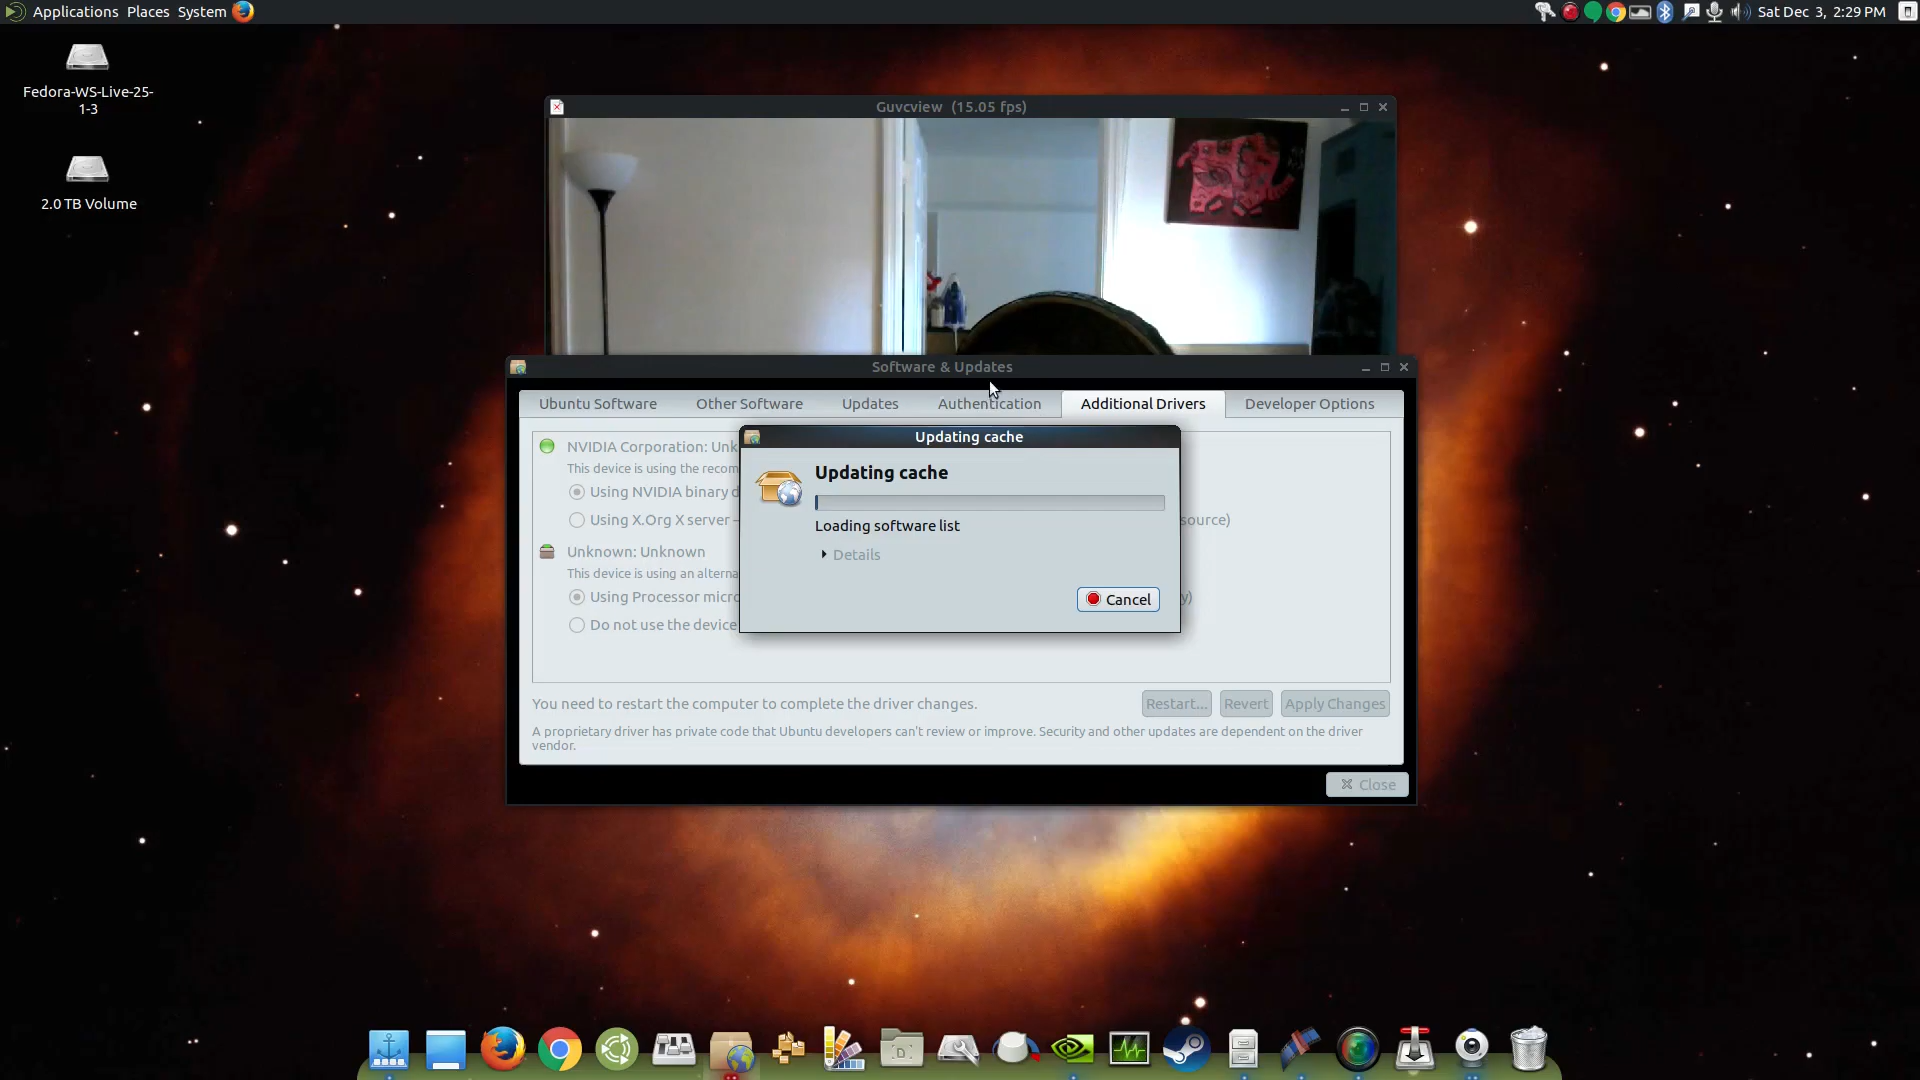 Applications Places System
Sat Dec 3, 2:29 PM
Fedora-WS-Live-25-
1-3
2.0 TB Volume
Guvcview (15.05 fps)
Software & Updates
Ubuntu Software Other Software Updates Authentication Additional Drivers Developer Options
NVIDIA Corporation:
This device is using the
Using NVIDIA binary
Using X.Org X server –
source)
Unknown: Unknown
This device is using an
Using Processor
Do not use the device
Updating cache
Updating cache
Loading software list
Details
Cancel
You need to restart the computer to complete the driver changes.
Restart... Revert Apply Changes
A proprietary driver has private code that Ubuntu developers can't review or improve. Security and other updates are dependent on the driver
vendor.
Close